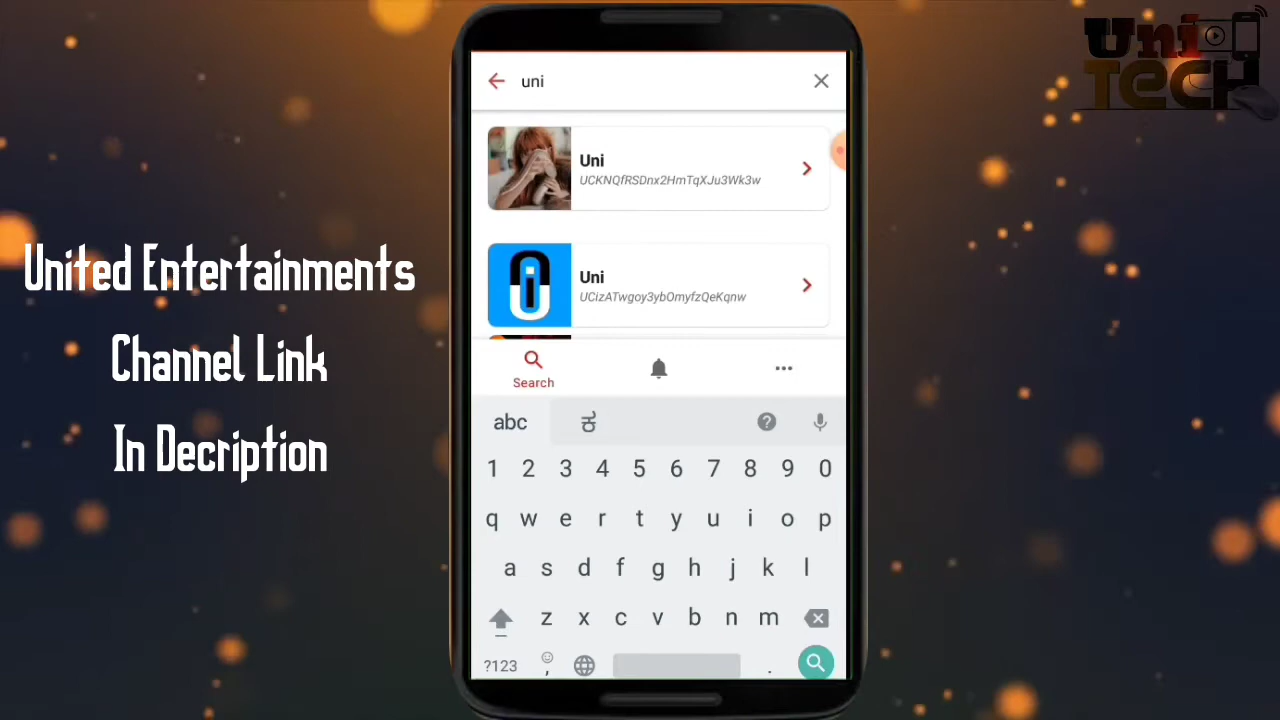 Uni
TECH
United Entertainments
Channel Link
In Decription
uni
Uni
UCKNQfRSDnx2HmTqXJu3Wk3w
Uni
UCizATwgoy3ybOmyfzQeKqnw
Search
abc ಕ
1 2 3 4 5 6 7 8 9 0
q w e r t y u i o p
a s d f g h j k l
z x c v b n m
?123 , .